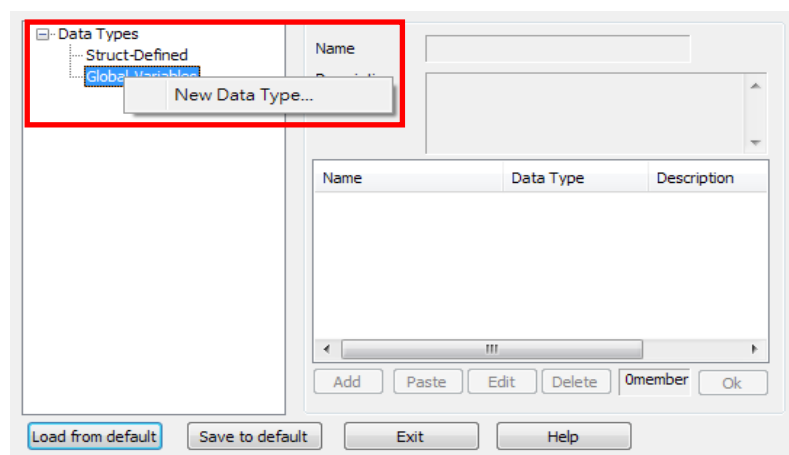 Data Types
Struct-Defined
Global Variables
New Data Type...
Name
Description
Name Data Type Description
Add Paste Edit Delete 0member Ok
Load from default Save to default Exit Help